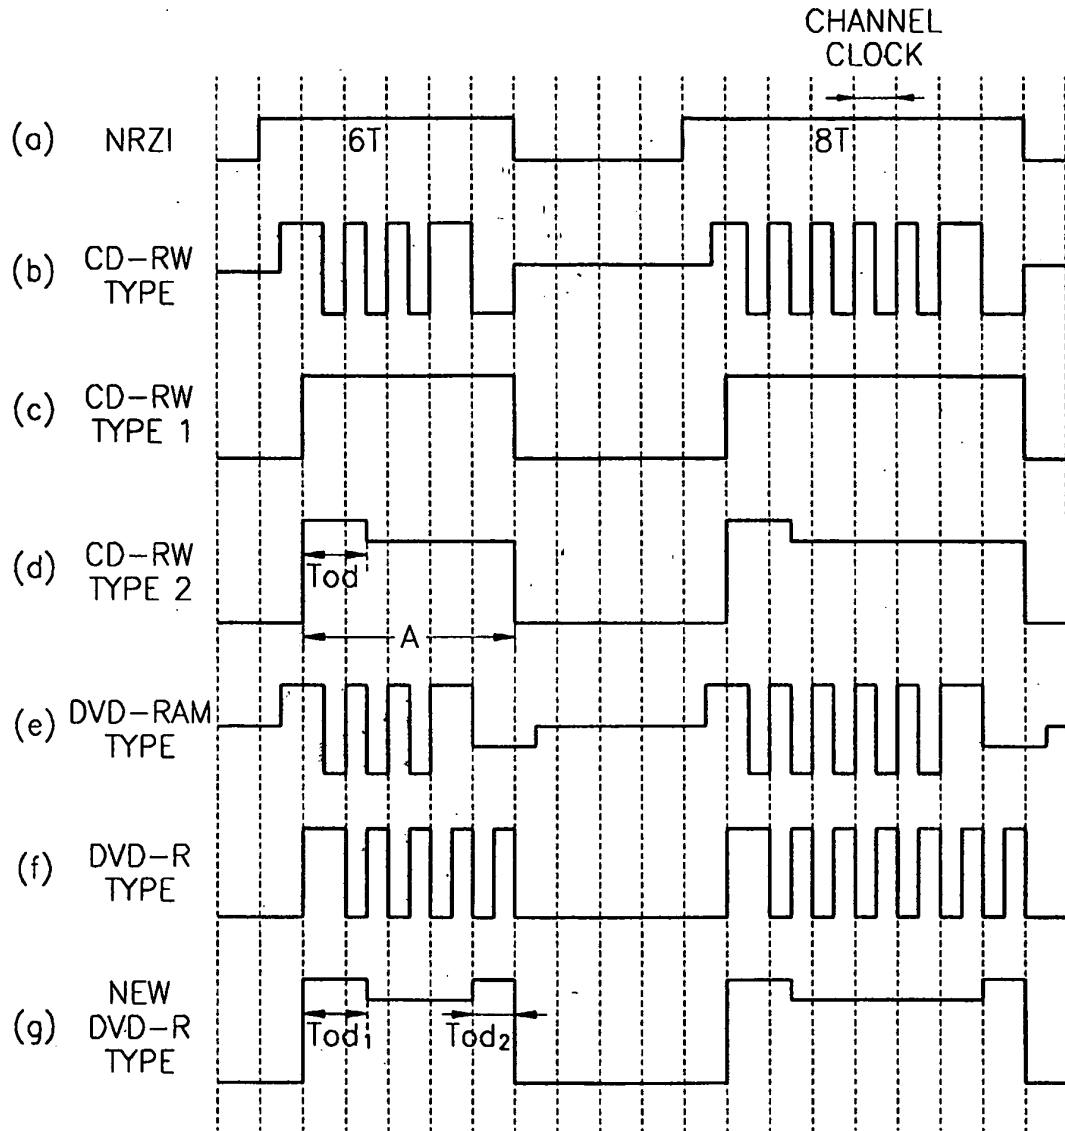 CHANNEL
CLOCK
(a) NRZI
6T
8T
(b) CD-RW
TYPE
(c) CD-RW
TYPE 1
(d) CD-RW
TYPE 2
Tod
A
(e) DVD-RAM
TYPE
(f) DVD-R
TYPE
(g) NEW
DVD-R
TYPE
Tod₁
Tod₂